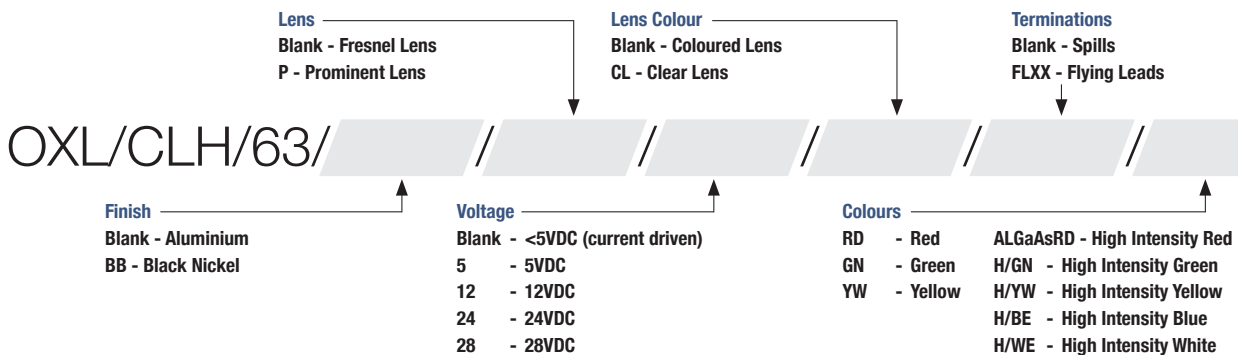 Lens
Blank - Fresnel Lens
P - Prominent Lens
Lens Colour
Blank - Coloured Lens
CL - Clear Lens
Terminations
Blank - Spills
FLXX - Flying Leads
OXL/CLH/63/ / / / / /
Finish
Blank - Aluminium
BB - Black Nickel
Voltage
Blank - <5VDC (current driven)
5 - 5VDC
12 - 12VDC
24 - 24VDC
28 - 28VDC
Colours
RD - Red ALGaAsRD - High Intensity Red
GN - Green H/GN - High Intensity Green
YW - Yellow H/YW - High Intensity Yellow
H/BE - High Intensity Blue
H/WE - High Intensity White